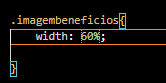 .imagembeneficios{
width: 60%;
}